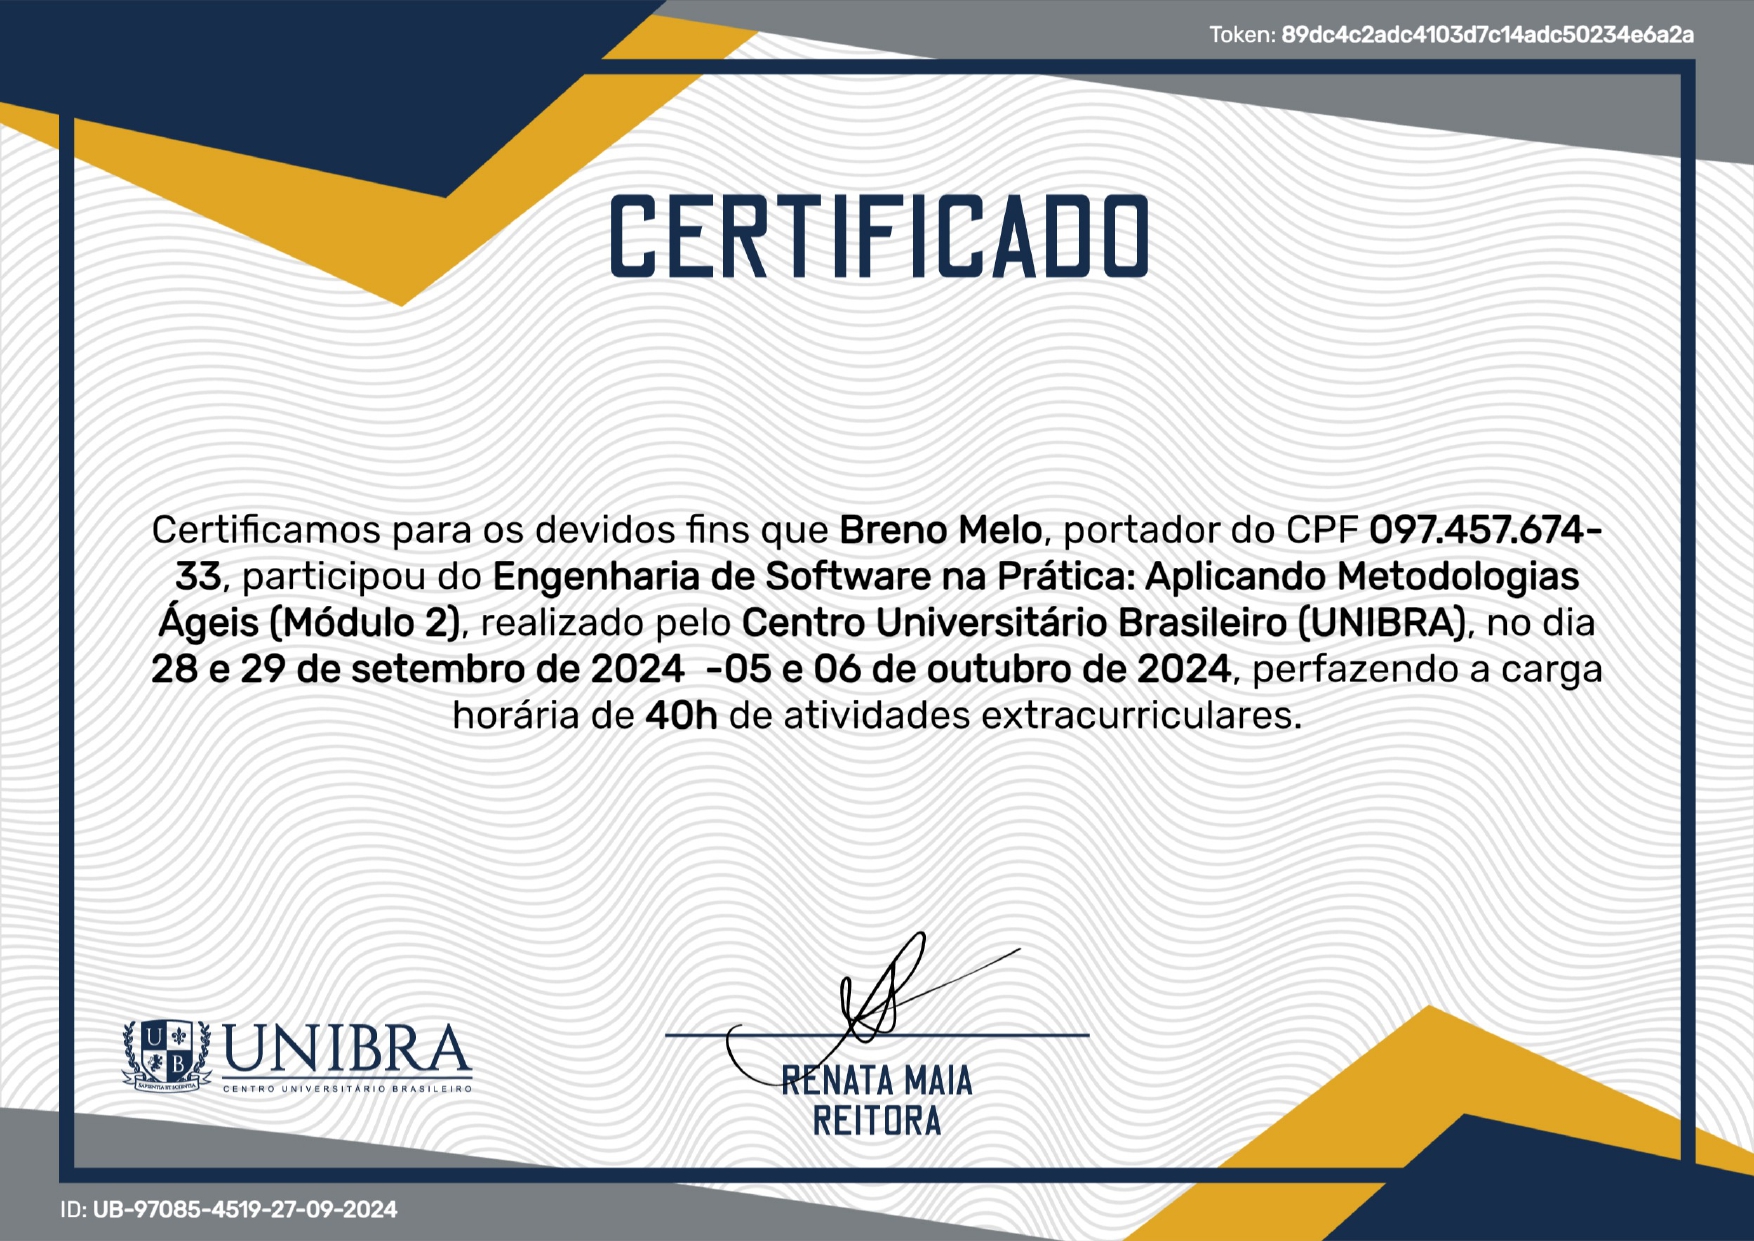 Token: 89dc4c2adc4103d7c14adc50234e6a2a
CERTIFICADO
Certificamos para os devidos fins que Breno Melo, portador do CPF 097.457.674-
33, participou do Engenharia de Software na Prática: Aplicando Metodologias
Ágeis (Módulo 2), realizado pelo Centro Universitário Brasileiro (UNIBRA), no dia
28 e 29 de setembro de 2024  -05 e 06 de outubro de 2024, perfazendo a carga
horária de 40h de atividades extracurriculares.
U
B
SAPIENTIA ET SCIENTIA
UNIBRA
CENTRO UNIVERSITÁRIO BRASILEIRO
RENATA MAIA
REITORA
ID: UB-97085-4519-27-09-2024